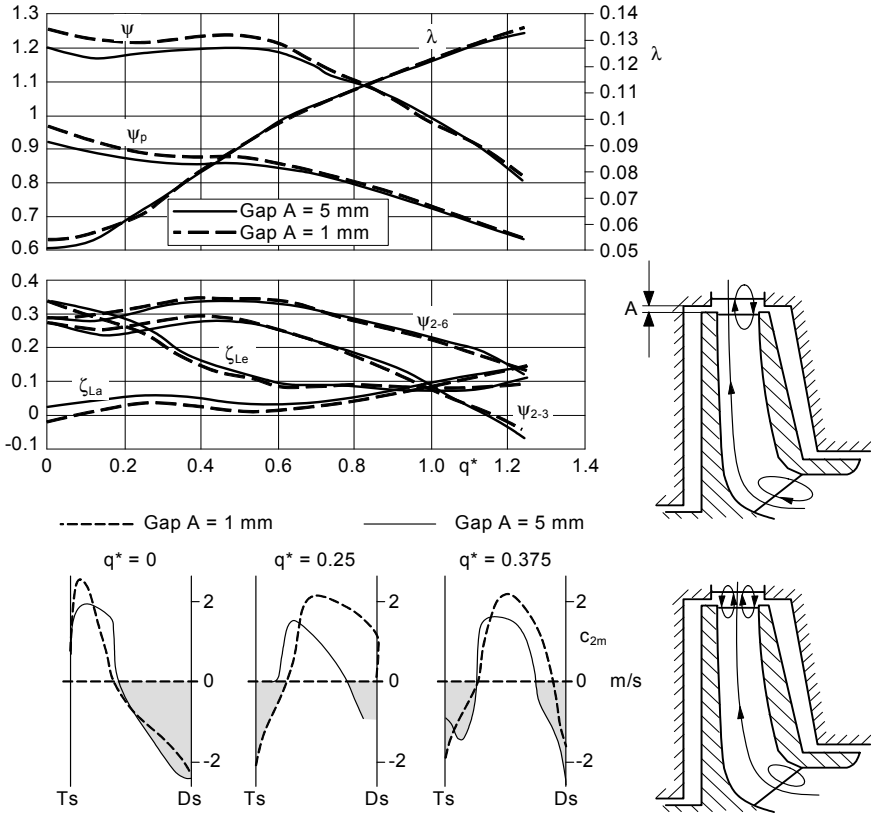 1.3
1.2
1.1
1
0.9
0.8
0.7
0.6
ψ
λ
ψp
Gap A = 5 mm
Gap A = 1 mm
0.14
0.13
0.12
0.11
0.1
0.09
0.08
0.07
0.06
0.05
λ
0.4
0.3
0.2
0.1
0
-0.1
ψ2-6
ζLe
ζLa
ψ2-3
0 0.2 0.4 0.6 0.8 1.0 q* 1.2 1.4
A
Gap A = 1 mm Gap A = 5 mm
q* = 0 q* = 0.25 q* = 0.375
2
0
-2
2
0
-2
2
c2m
0 m/s
-2
Ts Ds Ts Ds Ts Ds